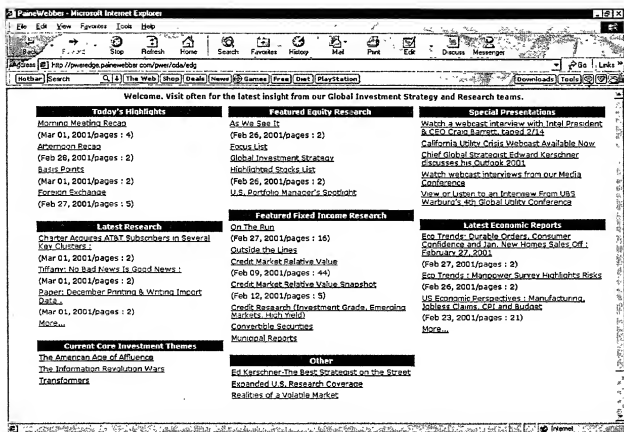 PaineWebber - Microsoft Internet Explorer
File Edit View Favorites Tools Help
Back Forward Stop Refresh Home Search Favorites History Mail Print Edit Discuss Messenger
Address http://pweredge.painewebber.com/pwer/oda/edg Go Links »
Hotbar Search The Web Shop Deals News Games Free Dest PlayStation Downloads Tools
Welcome. Visit often for the latest insight from our Global Investment Strategy and Research teams.
Today's Highlights
Morning Meeting Recap
(Mar 01, 2001/pages : 4)
Afternoon Recap
(Feb 28, 2001/pages : 2)
Basis Points
(Mar 01, 2001/pages : 2)
Foreign Exchange
(Feb 27, 2001/pages : 5)
Latest Research
Charter Acquires AT&T Subscribers in Several
Key Clusters :
(Mar 01, 2001/pages : 2)
Tiffany: No Bad News Is Good News :
(Mar 01, 2001/pages : 2)
Paper: December Printing & Writing Import
Data .
(Mar 01, 2001/pages : 2)
More...
Current Core Investment Themes
The American Age of Affluence
The Information Revolution Wars
Transformers
Featured Equity Research
As We See It
(Feb 26, 2001/pages : 2)
Focus List
Global Investment Strategy
Highlighted Stocks List
(Feb 26, 2001/pages : 2)
U.S. Portfolio Manager's Spotlight
Featured Fixed Income Research
On The Run
(Feb 27, 2001/pages : 16)
Outside the Lines
Credit Market Relative Value
(Feb 09, 2001/pages : 44)
Credit Market Relative Value Snapshot
(Feb 12, 2001/pages : 5)
Credit Research (Investment Grade, Emerging
Markets, High Yield)
Convertible Securities
Municipal Reports
Other
Ed Kerschner-The Best Strategist on the Street
Expanded U.S. Research Coverage
Realities of a Volatile Market
Special Presentations
Watch a webcast interview with Intel President
& CEO Craig Barrett, taped 2/14
California Utility Crisis Webcast Available Now
Chief Global Strategist Edward Kerschner
discusses his Outlook 2001
Watch webcast interviews from our Media
Conference
View or Listen to an Interview From UBS
Warburg's 4th Global Utility Conference
Latest Economic Reports
Eco Trends: Durable Orders, Consumer
Confidence and Jan. New Homes Sales Off :
February 27, 2001
(Feb 27, 2001/pages : 2)
Eco Trends : Manpower Survey Highlights Risks
(Feb 26, 2001/pages : 2)
US Economic Perspectives : Manufacturing,
Jobless Claims, CPI and Budget
(Feb 23, 2001/pages : 21)
More...
Internet